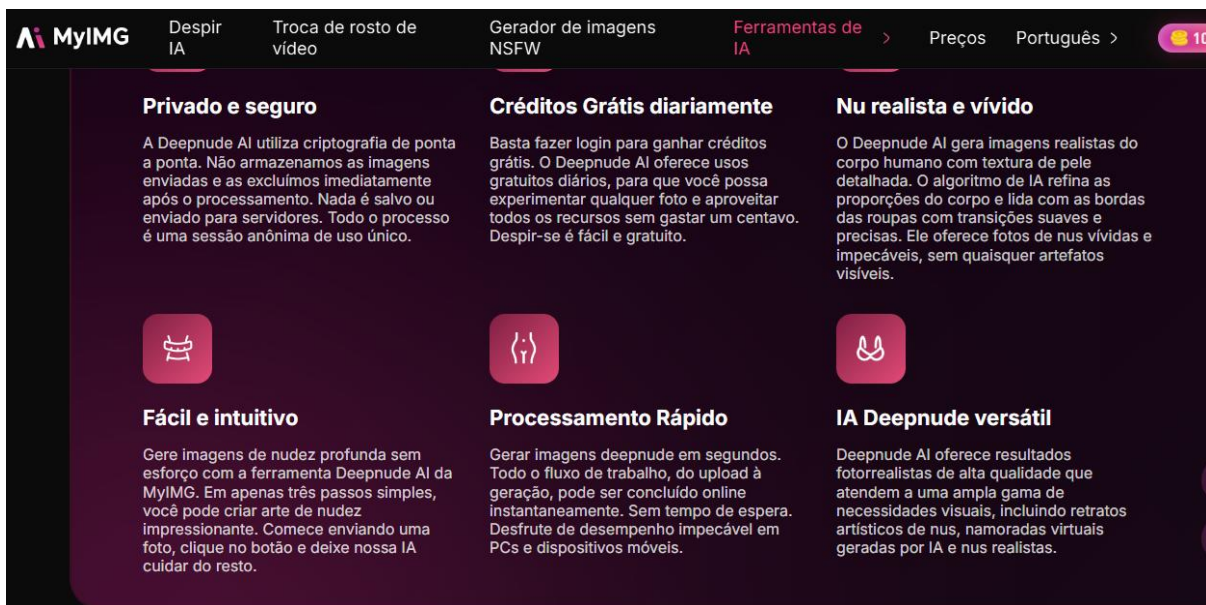 MyIMG
Despir
IA
Troca de rosto de
vídeo
Gerador de imagens
NSFW
Ferramentas de
IA
Preços
Português
10
Privado e seguro
A Deepnude AI utiliza criptografia de ponta
a ponta. Não armazenamos as imagens
enviadas e as excluímos imediatamente
após o processamento. Nada é salvo ou
enviado para servidores. Todo o processo
é uma sessão anônima de uso único.
Créditos Grátis diariamente
Basta fazer login para ganhar créditos
grátis. O Deepnude AI oferece usos
gratuitos diários, para que você possa
experimentar qualquer foto e aproveitar
todos os recursos sem gastar um centavo.
Despir-se é fácil e gratuito.
Nu realista e vívido
O Deepnude AI gera imagens realistas do
corpo humano com textura de pele
detalhada. O algoritmo de IA refina as
proporções do corpo e lida com as bordas
das roupas com transições suaves e
precisas. Ele oferece fotos de nus vívidas e
impecáveis, sem quaisquer artefatos
visíveis.
Fácil e intuitivo
Gere imagens de nudez profunda sem
esforço com a ferramenta Deepnude AI da
MyIMG. Em apenas três passos simples,
você pode criar arte de nudez
impressionante. Comece enviando uma
foto, clique no botão e deixe nossa IA
cuidar do resto.
Processamento Rápido
Gerar imagens deepnude em segundos.
Todo o fluxo de trabalho, do upload à
geração, pode ser concluído online
instantaneamente. Sem tempo de espera.
Desfrute de desempenho impecável em
PCs e dispositivos móveis.
IA Deepnude versátil
Deepnude AI oferece resultados
fotorrealistas de alta qualidade que
atendem a uma ampla gama de
necessidades visuais, incluindo retratos
artísticos de nus, namoradas virtuais
geradas por IA e nus realistas.